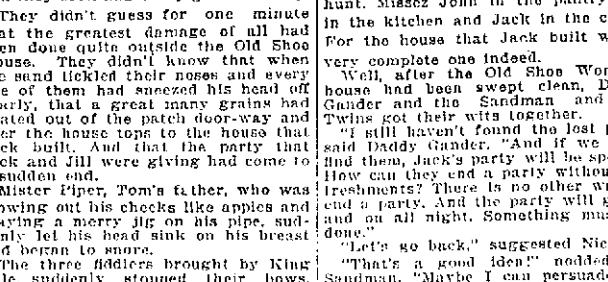 They didn't guess for one minute
at the greatest damage of all had
en done quite outside the Old Shoe
ouse. They didn't know that when
e sand tickled their noses and every
e of them had sneezed his head off
arly, that a great many grains had
ated out of the patch door-way and
er the house tops to the house that
ck built. And that the party that
ck and Jill were giving had come to
sudden end.
Mister Piper, Tom's father, who was
owing out his cheeks like apples and
aying a merry jig on his pipe, sud-
nly let his head sink on his breast
d began to snore.
The three fiddlers brought by King
le suddenly stopped their bows.
hunt. Missez John in the pantry
in the kitchen and Jack in the c
For the house that Jack built w
very complete one indeed.
Well, after the Old Shoe Wom
house had been swept clean, D
Gander and the Sandman and
Twins got their wits together.
"I still haven't found the lost p
said Daddy Gander. "And if we
find them, Jack's party will be sp
How can they end a party withou
freshments? There is no other w
end a party. And the party will g
and on all night. Something mus
done."
"Let's go back," suggested Nic
"That's a good idea!" nodded
Sandman. "Maybe I can persuade